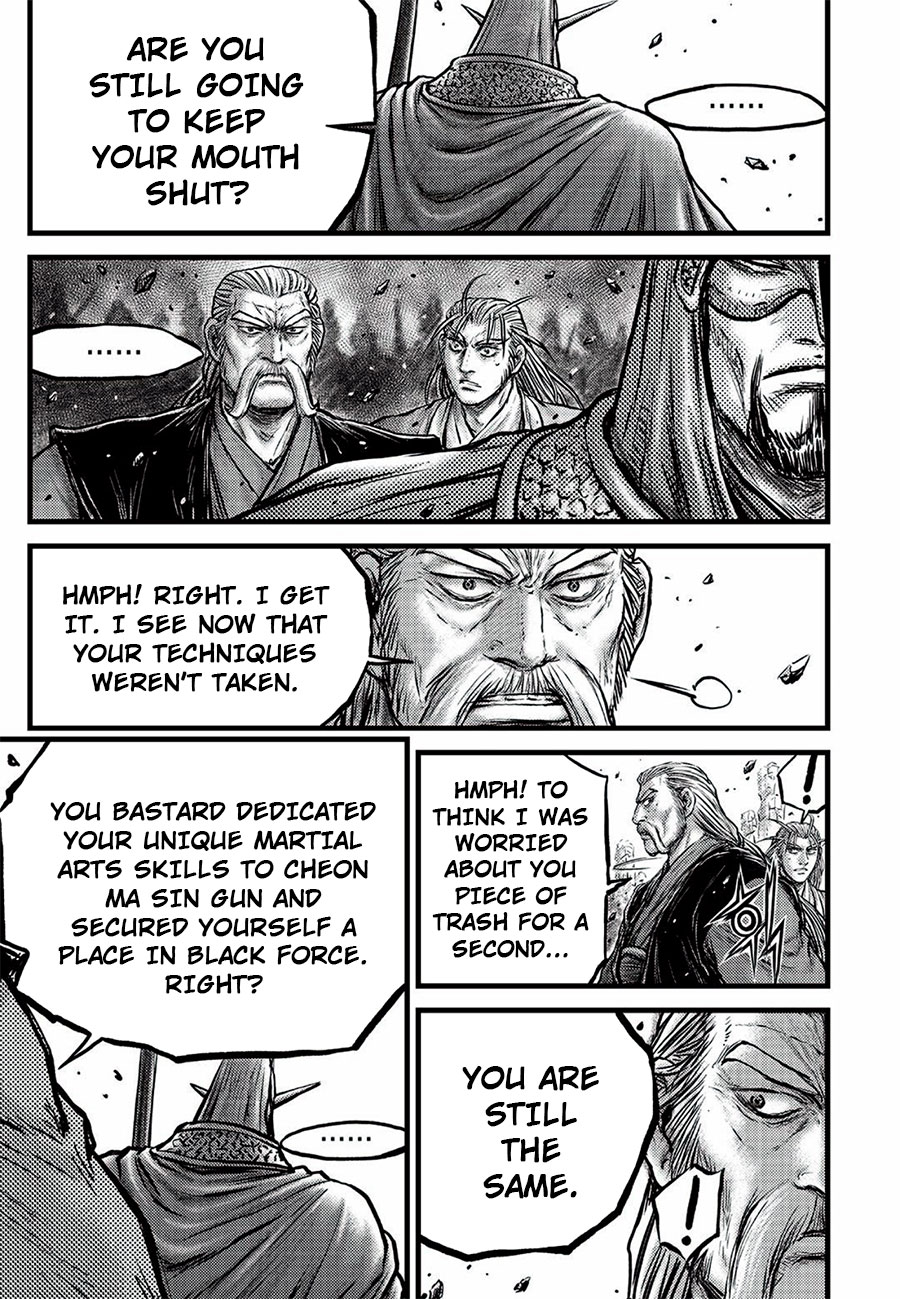 ARE YOU
STILL GOING
TO KEEP
YOUR MOUTH
SHUT?
......
......
HMPH! RIGHT. I GET
IT. I SEE NOW THAT
YOUR TECHNIQUES
WEREN'T TAKEN.
YOU BASTARD DEDICATED
YOUR UNIQUE MARTIAL
ARTS SKILLS TO CHEON
MA SIN GUN AND
SECURED YOURSELF A
PLACE IN BLACK FORCE.
RIGHT?
......
!
HMPH! TO
THINK I WAS
WORRIED
ABOUT YOU
PIECE OF
TRASH FOR A
SECOND...
YOU ARE
STILL
THE
SAME.
!